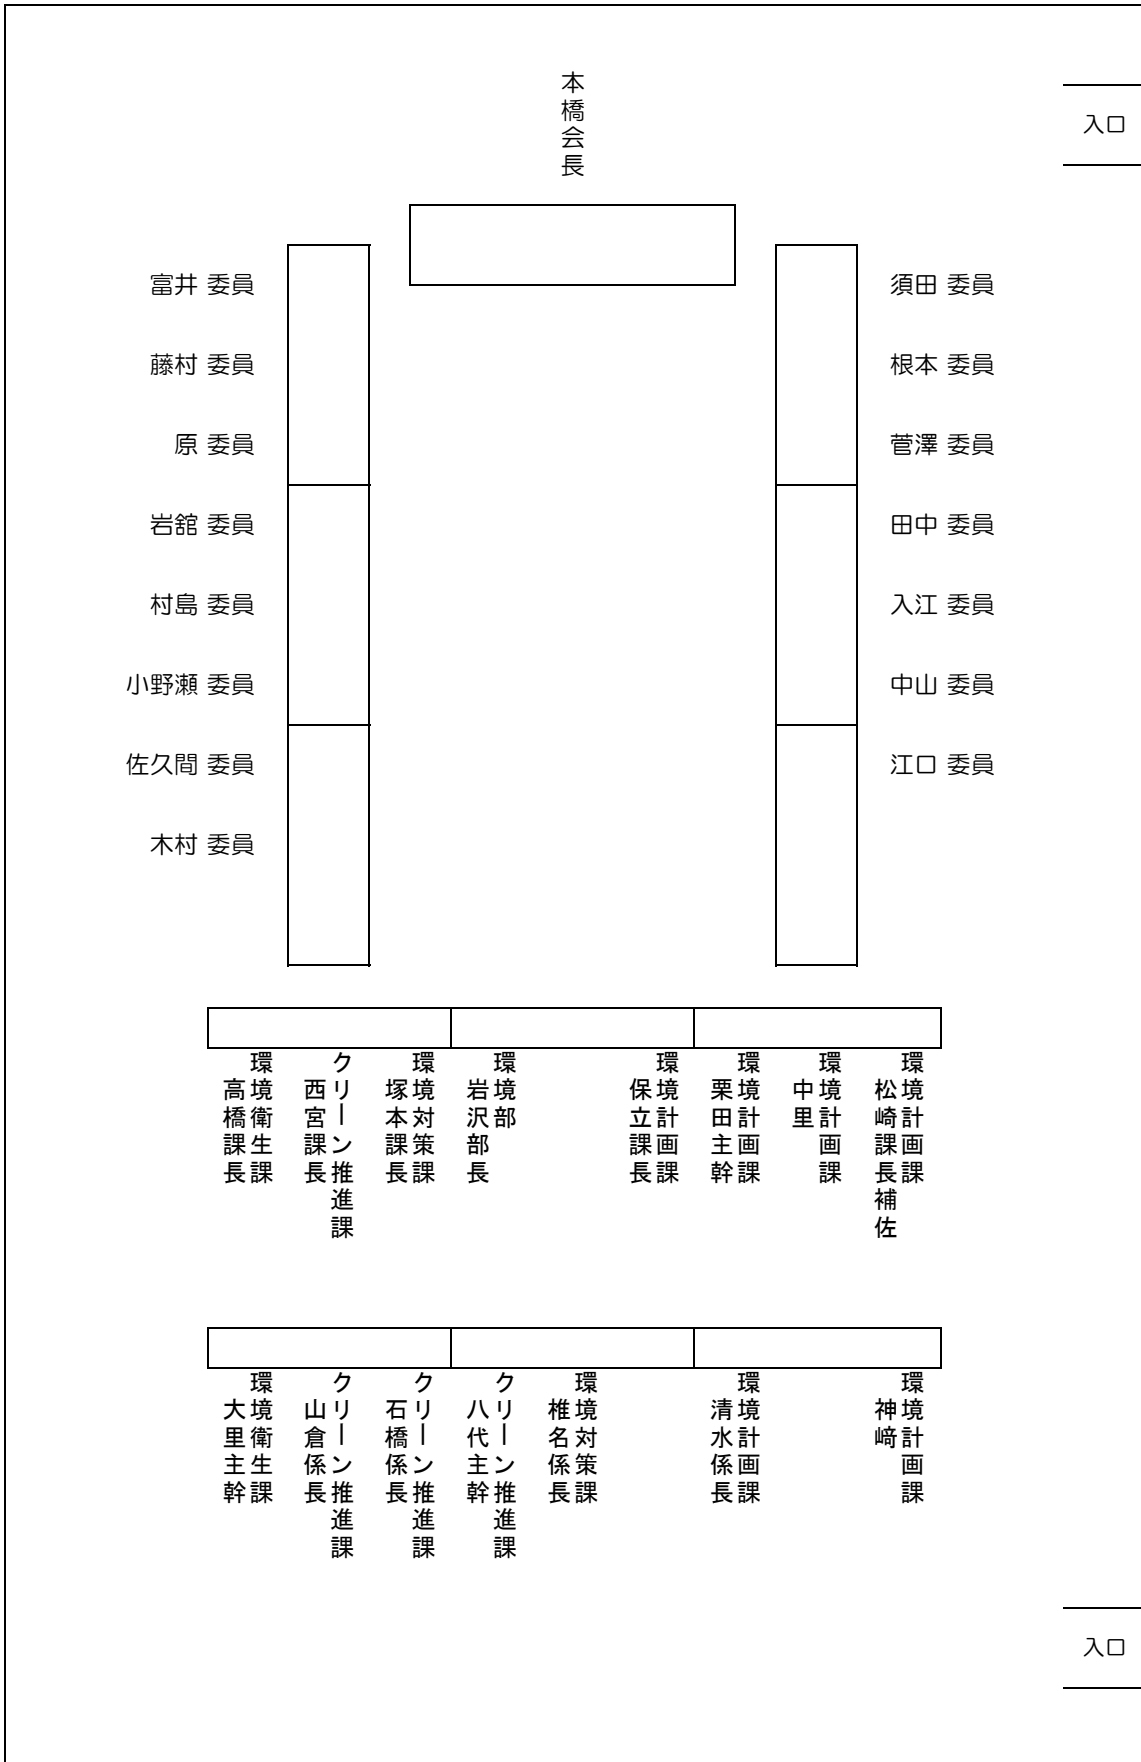 本橋会長
入口
富井 委員
須田 委員
藤村 委員
根本 委員
原 委員
菅澤 委員
岩舘 委員
田中 委員
村島 委員
入江 委員
小野瀬 委員
中山 委員
佐久間 委員
江口 委員
木村 委員
環境計画課
松崎課長補佐
環境計画課
中里
環境計画課
栗田主幹
環境計画課
保立課長
環境部
岩沢部長
環境対策課
塚本課長
クリーン推進課
西宮課長
環境衛生課
高橋課長
環境計画課
神﨑
環境計画課
清水係長
環境対策課
椎名係長
クリーン推進課
八代主幹
クリーン推進課
石橋係長
クリーン推進課
山倉係長
環境衛生課
大里主幹
入口